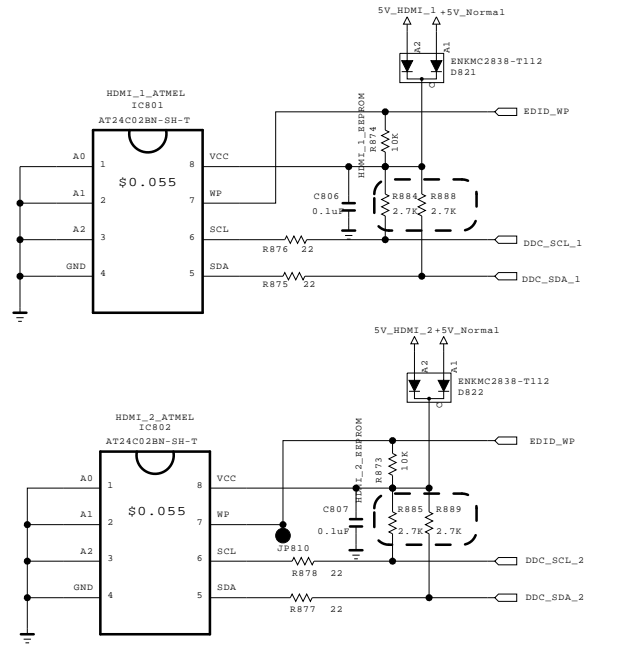 5V_HDMI_1 +5V_Normal
A2 A1
ENKMC2838-T112
D821
C
HDMI_1_ATMEL
IC801
AT24C02BN-SH-T
HDMI_1_EEPROM
R874
10K
EDID_WP
A0 1 8 VCC
$0.055
A1 2 7 WP
C806
0.1uF
R884 R888
2.7K 2.7K
A2 3 6 SCL
R876 22
DDC_SCL_1
GND 4 5 SDA
R875 22
DDC_SDA_1
5V_HDMI_2 +5V_Normal
A2 A1
ENKMC2838-T112
D822
C
HDMI_2_ATMEL
IC802
AT24C02BN-SH-T
HDMI_2_EEPROM
R873
10K
EDID_WP
A0 1 8 VCC
$0.055
A1 2 7 WP
C807
0.1uF
R885 R889
2.7K 2.7K
JP810
A2 3 6 SCL
R878 22
DDC_SCL_2
GND 4 5 SDA
R877 22
DDC_SDA_2